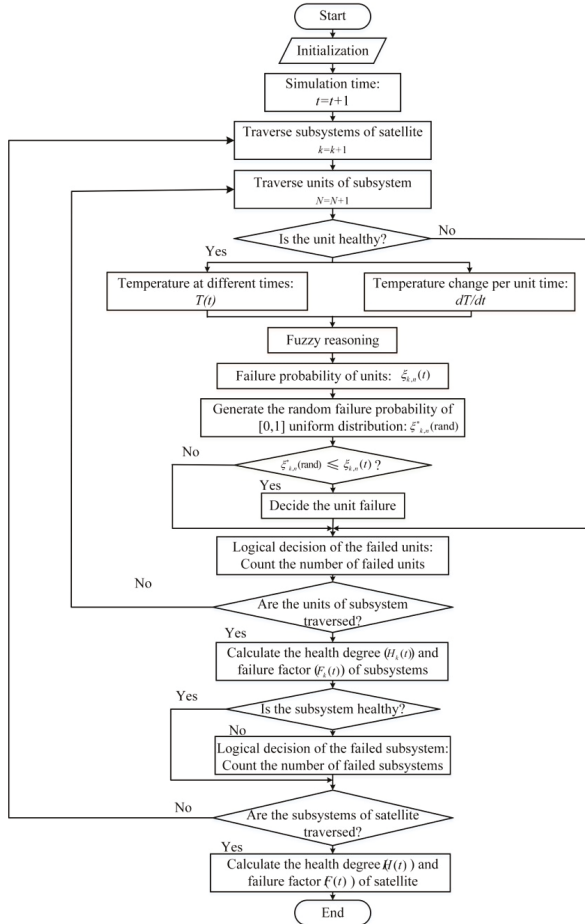 Start
Initialization
Simulation time:
t=t+1
Traverse subsystems of satellite
k=k+1
Traverse units of subsystem
N=N+1
Is the unit healthy?
No
Yes
Temperature at different times:
T(t)
Temperature change per unit time:
dT/dt
Fuzzy reasoning
Failure probability of units: ξk,n(t)
Generate the random failure probability of
[0,1] uniform distribution: ξ*k,n(rand)
No
ξ*k,n(rand) ⩽ ξk,n(t) ?
Yes
Decide the unit failure
Logical decision of the failed units:
Count the number of failed units
No
Are the units of subsystem
traversed?
Yes
Calculate the health degree (Hk(t)) and
failure factor (Fk(t)) of subsystems
Yes
Is the subsystem healthy?
No
Logical decision of the failed subsystem:
Count the number of failed subsystems
No
Are the subsystems of satellite
traversed?
Yes
Calculate the health degree (H(t) ) and
failure factor (F(t) ) of satellite
End